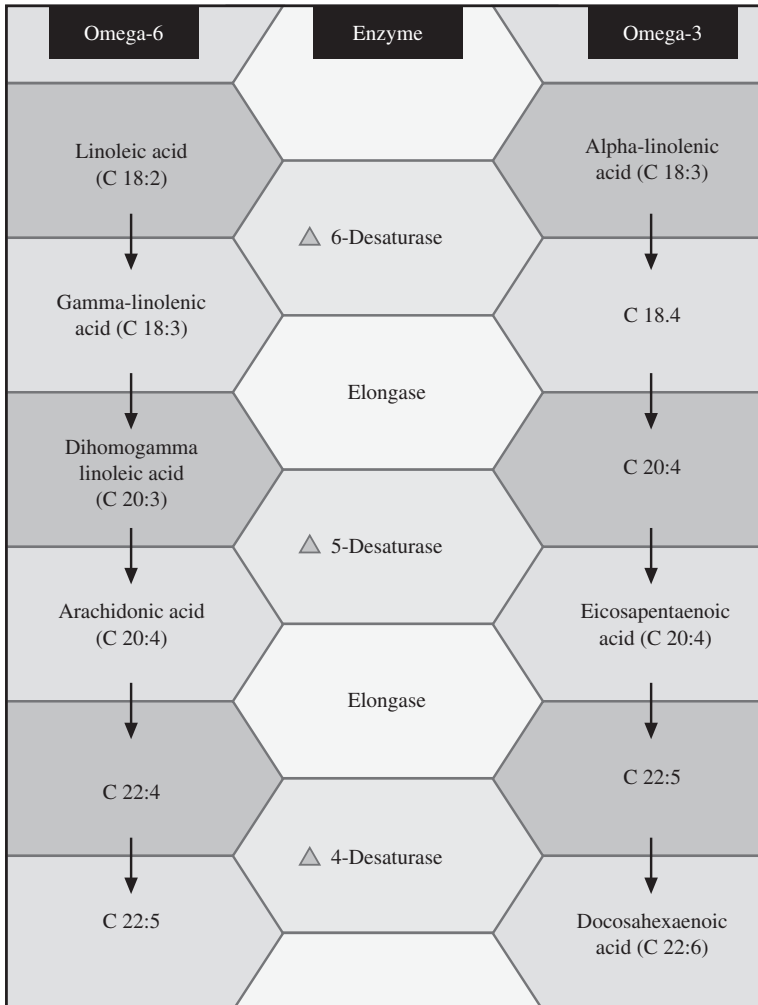 Omega-6
Enzyme
Omega-3
Linoleic acid
(C 18:2)
Alpha-linolenic
acid (C 18:3)
6-Desaturase
Gamma-linolenic
acid (C 18:3)
C 18.4
Elongase
Dihomogamma
linoleic acid
(C 20:3)
C 20:4
5-Desaturase
Arachidonic acid
(C 20:4)
Eicosapentaenoic
acid (C 20:4)
Elongase
C 22:4
C 22:5
4-Desaturase
C 22:5
Docosahexaenoic
acid (C 22:6)